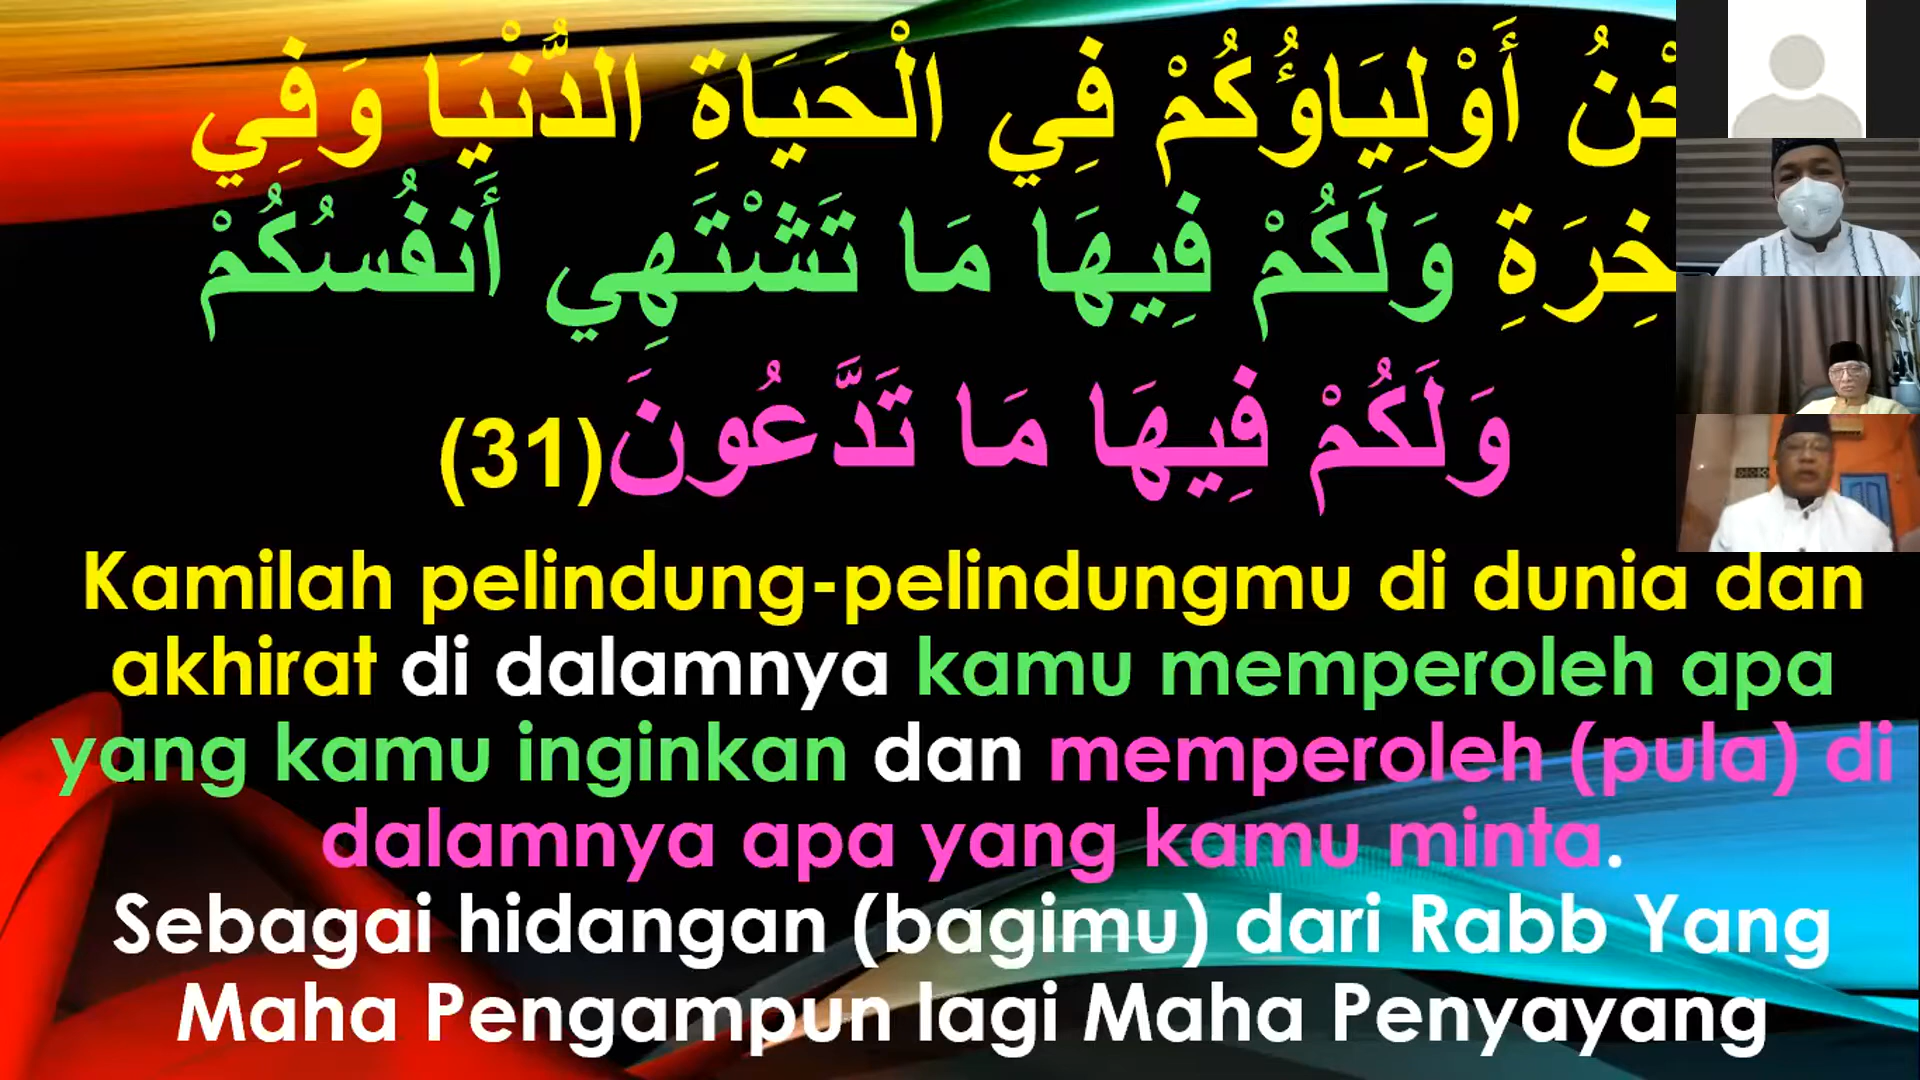 أَوْلِيَاؤُكُمْ فِي الْحَيَاةِ الدُّنْيَا وَفِي
وَلَكُمْ فِيهَا مَا تَشْتَهِي أَنفُسُكُمْ
وَلَكُمْ فِيهَا مَا تَدَّعُونَ(31)
Kamilah pelindung-pelindungmu di dunia dan
akhirat di dalamnya kamu memperoleh apa
yang kamu inginkan dan memperoleh (pula) di
dalamnya apa yang kamu minta.
Sebagai hidangan (bagimu) dari Rabb Yang
Maha Pengampun lagi Maha Penyayang